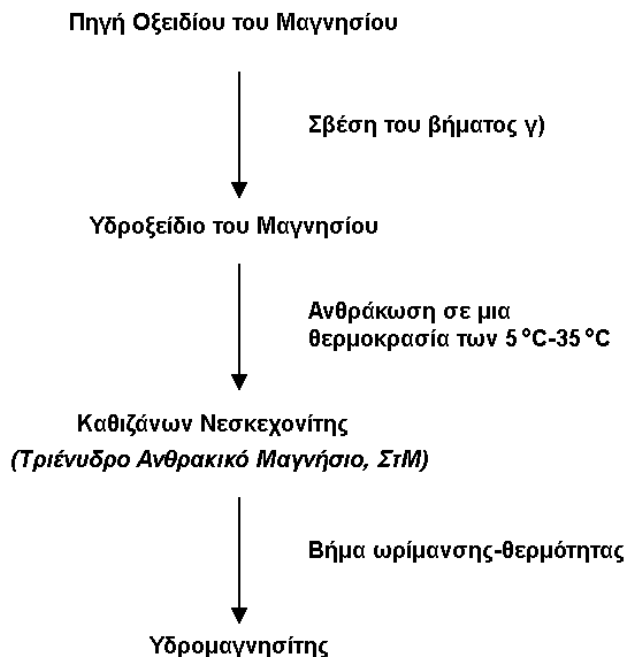 Πηγή Οξειδίου του Μαγνησίου
Σβέση του βήματος γ)
Υδροξείδιο του Μαγνησίου
Ανθράκωση σε μια
θερμοκρασία των 5 °C-35 °C
Καθιζάνων Νεσκεχονίτης
(Τριένυδρο Ανθρακικό Μαγνήσιο, ΣτΜ)
Βήμα ωρίμανσης-θερμότητας
Υδρομαγνησίτης